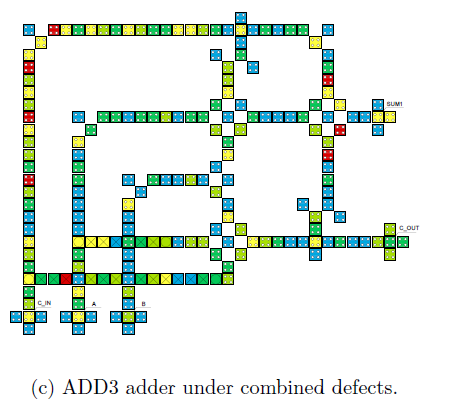 SUM1
C_OUT
C_IN
A
B
(c) ADD3 adder under combined defects.